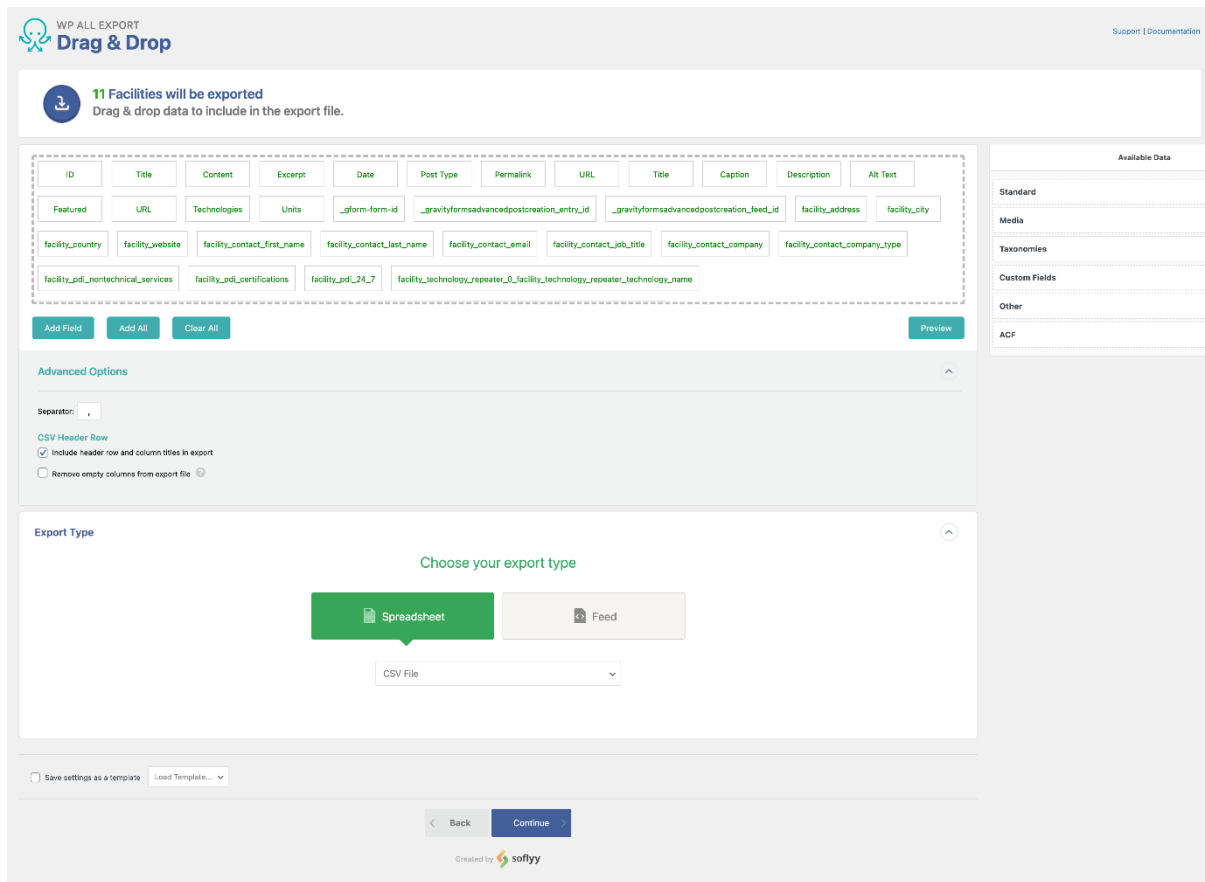 WP ALL EXPORT
Drag & Drop
Support | Documentation
11 Facilities will be exported
Drag & drop data to include in the export file.
ID Title Content Excerpt Date Post Type Permalink URL Title Caption Description Alt Text
Featured URL Technologies Units _gform-form-id _gravityformsadvancedpostcreation_entry_id _gravityformsadvancedpostcreation_feed_id facility_address facility_city
facility_country facility_website facility_contact_first_name facility_contact_last_name facility_contact_email facility_contact_job_title facility_contact_company facility_contact_company_type
facility_pdi_nontechnical_services facility_pdi_certifications facility_pdi_24_7 facility_technology_repeater_0_facility_technology_repeater_technology_name
Add Field Add All Clear All Preview
Available Data
Standard
Media
Taxonomies
Custom Fields
Other
ACF
Advanced Options
Separator: ,
CSV Header Row
Include header row and column titles in export
Remove empty columns from export file ?
Export Type
Choose your export type
Spreadsheet Feed
CSV File
Save settings as a template Load Template...
Back Continue
Created by soflyy